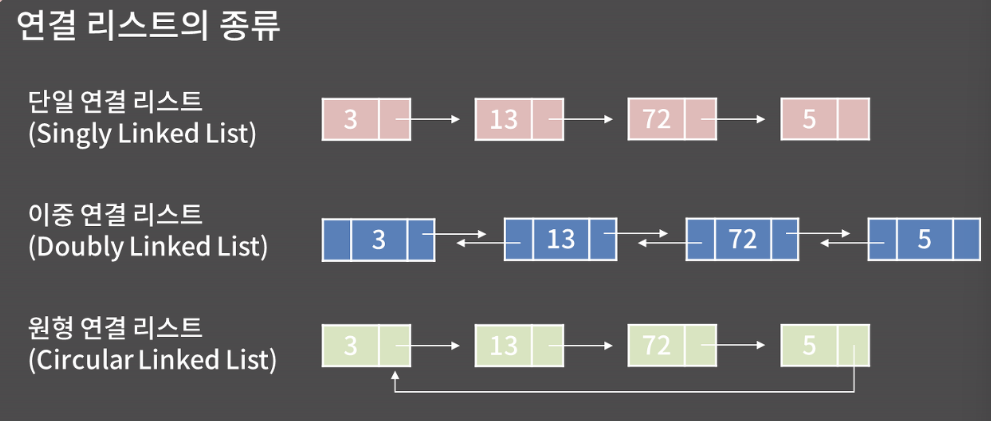 연결 리스트의 종류
단일 연결 리스트
(Singly Linked List)
3 13 72 5
이중 연결 리스트
(Doubly Linked List)
3 13 72 5
원형 연결 리스트
(Circular Linked List)
3 13 72 5